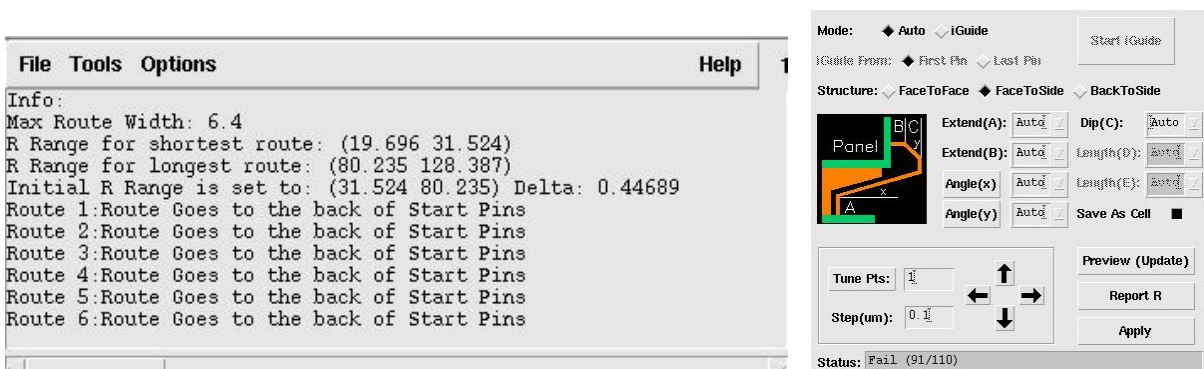 File Tools Options Help
Info:
Max Route Width: 6.4
R Range for shortest route: (19.696 31.524)
R Range for longest route: (80.235 128.387)
Initial R Range is set to: (31.524 80.235) Delta: 0.44689
Route 1:Route Goes to the back of Start Pins
Route 2:Route Goes to the back of Start Pins
Route 3:Route Goes to the back of Start Pins
Route 4:Route Goes to the back of Start Pins
Route 5:Route Goes to the back of Start Pins
Route 6:Route Goes to the back of Start Pins
Mode: Auto iGuide Start iGuide
iGuide From: First Pin Last Pin
Structure: FaceToFace FaceToSide BackToSide
Panel B C y x A
Extend(A): Auto Dip(C): Auto
Extend(B): Auto Length(D): Auto
Angle(x) Auto Length(E): Auto
Angle(y) Auto Save As Cell
Tune Pts: 1 Preview (Update)
Report R
Step(um): 0.1 Apply
Status: Fail (91/110)